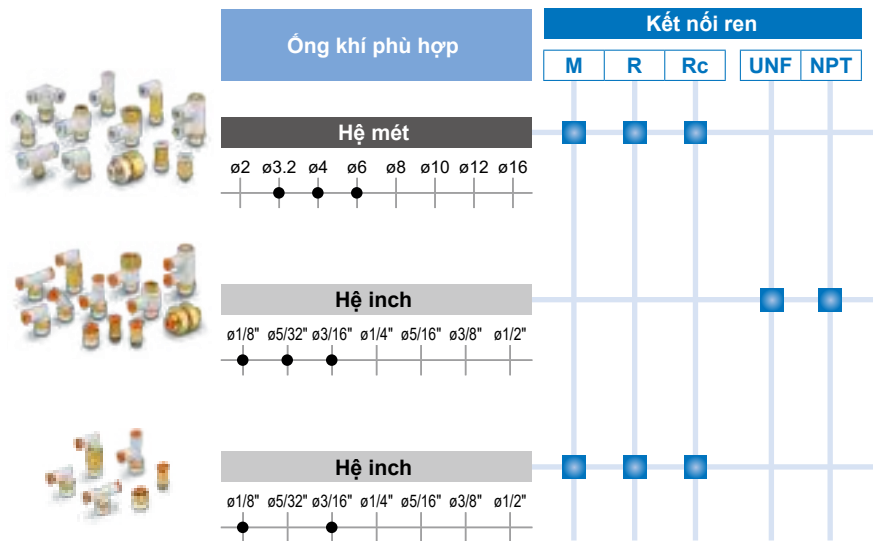 Ống khí phù hợp
Kết nối ren
M R Rc UNF NPT
Hệ mét
ø2 ø3.2 ø4 ø6 ø8 ø10 ø12 ø16
Hệ inch
ø1/8" ø5/32" ø3/16" ø1/4" ø5/16" ø3/8" ø1/2"
Hệ inch
ø1/8" ø5/32" ø3/16" ø1/4" ø5/16" ø3/8" ø1/2"